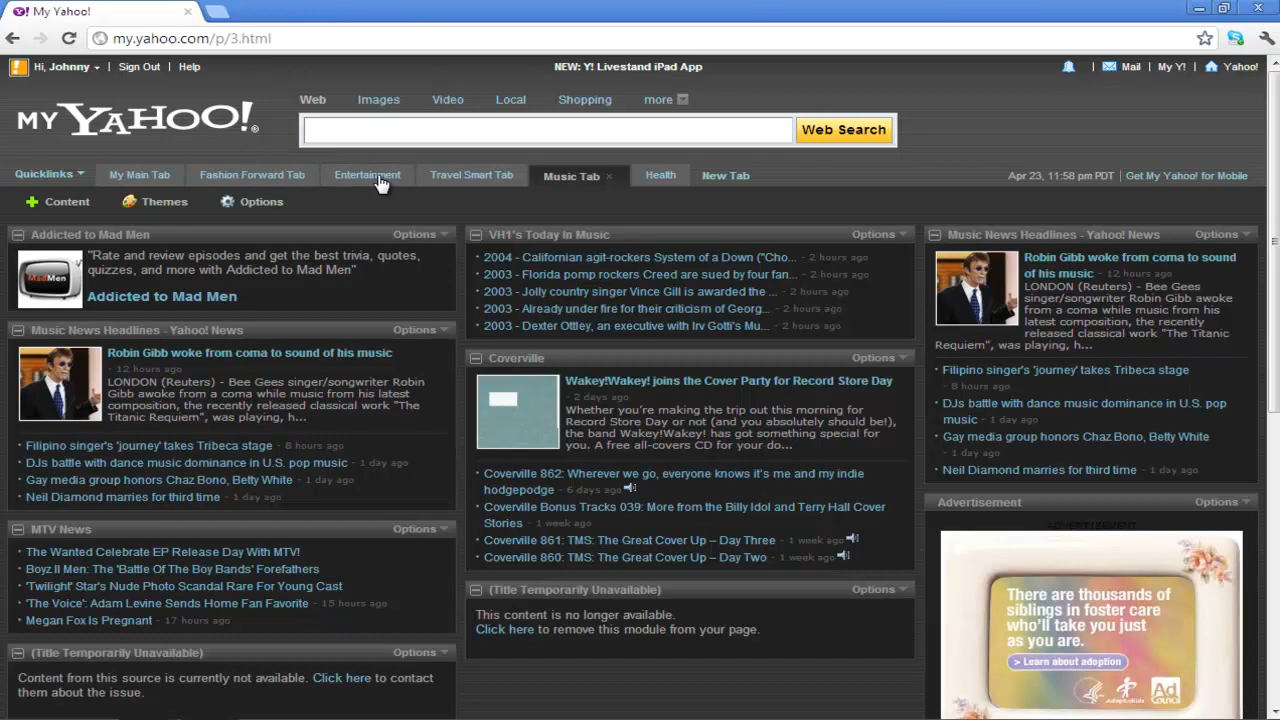 My Yahoo!
my.yahoo.com/p/3.html
Hi, Johnny
Sign Out
Help
NEW: Y! Livestand iPad App
Mail
My Y!
Yahoo!
MY YAHOO!
Web
Images
Video
Local
Shopping
more
Web Search
Quicklinks
My Main Tab
Fashion Forward Tab
Entertainment
Travel Smart Tab
Music Tab
Health
New Tab
Apr 23, 11:58 pm PDT
Get My Yahoo! for Mobile
Content
Themes
Options
Addicted to Mad Men
Options
MadMen
"Rate and review episodes and get the best trivia, quotes,
quizzes, and more with Addicted to Mad Men"
Addicted to Mad Men
Music News Headlines - Yahoo! News
Options
Robin Gibb woke from coma to sound of his music
- 12 hours ago
LONDON (Reuters) - Bee Gees singer/songwriter Robin
Gibb awoke from a coma while music from his latest
composition, the recently released classical work "The
Titanic Requiem", was playing, h...
Filipino singer's 'journey' takes Tribeca stage - 8 hours ago
DJs battle with dance music dominance in U.S. pop music - 1 day ago
Gay media group honors Chaz Bono, Betty White - 1 day ago
Neil Diamond marries for third time - 1 day ago
MTV News
Options
The Wanted Celebrate EP Release Day With MTV!
Boyz II Men: The 'Battle Of The Boy Bands' Forefathers
'Twilight' Star's Nude Photo Scandal Rare For Young Cast
'The Voice': Adam Levine Sends Home Fan Favorite - 15 hours ago
Megan Fox Is Pregnant - 17 hours ago
(Title Temporarily Unavailable)
Options
Content from this source is currently not available. Click here to contact
them about the issue.
VH1's Today In Music
Options
2004 - Californian agit-rockers System of a Down ("Cho... - 2 hours ago
2003 - Florida pomp rockers Creed are sued by four fan... - 2 hours ago
2003 - Jolly country singer Vince Gill is awarded the ... - 2 hours ago
2003 - Already under fire for their criticism of Georg... - 2 hours ago
2003 - Dexter Ottley, an executive with Irv Gotti's Mu... - 2 hours ago
Coverville
Options
Wakey!Wakey! joins the Cover Party for Record Store Day
- 2 days ago
Whether you're making the trip out this morning for
Record Store Day or not (and you absolutely should be!),
the band Wakey!Wakey! has got something special for
you. A free all-covers CD for your do...
Coverville 862: Wherever we go, everyone knows it's me and my indie
hodgepodge - 6 days ago
Coverville Bonus Tracks 039: More from the Billy Idol and Terry Hall Cover
Stories - 1 week ago
Coverville 861: TMS: The Great Cover Up – Day Three - 1 week ago
Coverville 860: TMS: The Great Cover Up – Day Two - 1 week ago
(Title Temporarily Unavailable)
Options
This content is no longer available.
Click here to remove this module from your page.
Music News Headlines - Yahoo! News
Options
Robin Gibb woke from coma to sound
of his music - 12 hours ago
LONDON (Reuters) - Bee Gees
singer/songwriter Robin Gibb awoke
from a coma while music from his
latest composition, the recently
released classical work "The Titanic
Requiem", was playing, h...
Filipino singer's 'journey' takes Tribeca stage
- 8 hours ago
DJs battle with dance music dominance in U.S. pop
music - 1 day ago
Gay media group honors Chaz Bono, Betty White
- 1 day ago
Neil Diamond marries for third time - 1 day ago
Advertisement
Options
ADVERTISEMENT
There are thousands of
siblings in foster care
who'll take you just
as you are.
> Learn about adoption
AdoptUsKids
Ad
Council